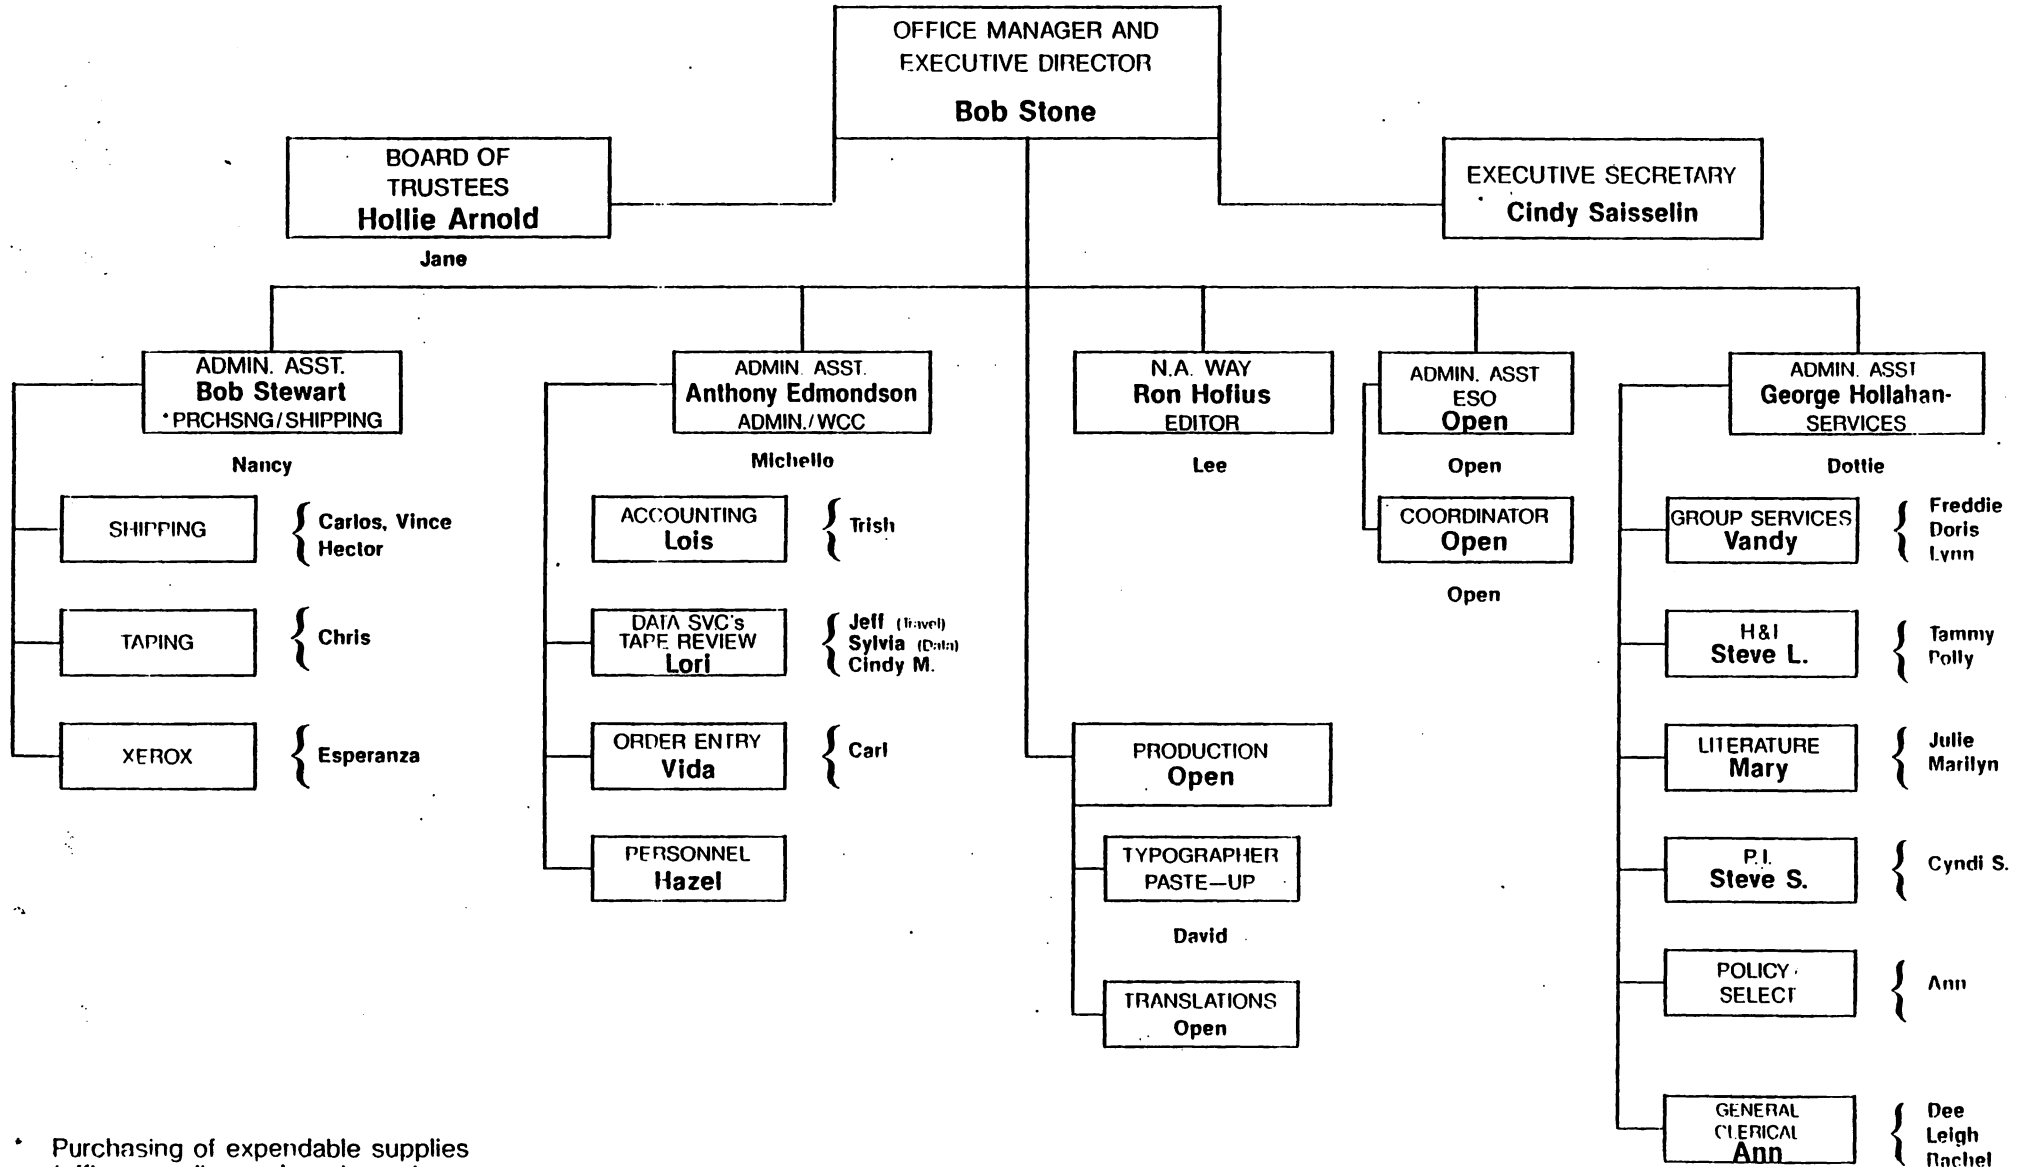 OFFICE MANAGER AND
EXECUTIVE DIRECTOR
Bob Stone
BOARD OF
TRUSTEES
Hollie Arnold
Jane
EXECUTIVE SECRETARY
Cindy Saisselin
ADMIN. ASST.
Bob Stewart
*PRCHSNG/SHIPPING
Nancy
SHIPPING
Carlos, Vince
Hector
TAPING
Chris
XEROX
Esperanza
ADMIN. ASST.
Anthony Edmondson
ADMIN./WCC
Michelle
ACCOUNTING
Lois
Trish
DATA SVC's
TAPE REVIEW
Lori
Jeff (Travel)
Sylvia (Data)
Cindy M.
ORDER ENTRY
Vida
Carl
PERSONNEL
Hazel
N.A. WAY
Ron Hofius
EDITOR
Lee
PRODUCTION
Open
TYPOGRAPHER
PASTE-UP
David
TRANSLATIONS
Open
ADMIN. ASST
ESO
Open
Open
COORDINATOR
Open
Open
ADMIN. ASST
George Hollahan-
SERVICES
Dottie
GROUP SERVICES
Vandy
Freddie
Doris
Lynn
H&I
Steve L.
Tammy
Polly
LITERATURE
Mary
Julie
Marilyn
P.I.
Steve S.
Cyndi S.
POLICY
SELECT
Ann
GENERAL
CLERICAL
Ann
Dee
Leigh
Rachel
* Purchasing of expendable supplies